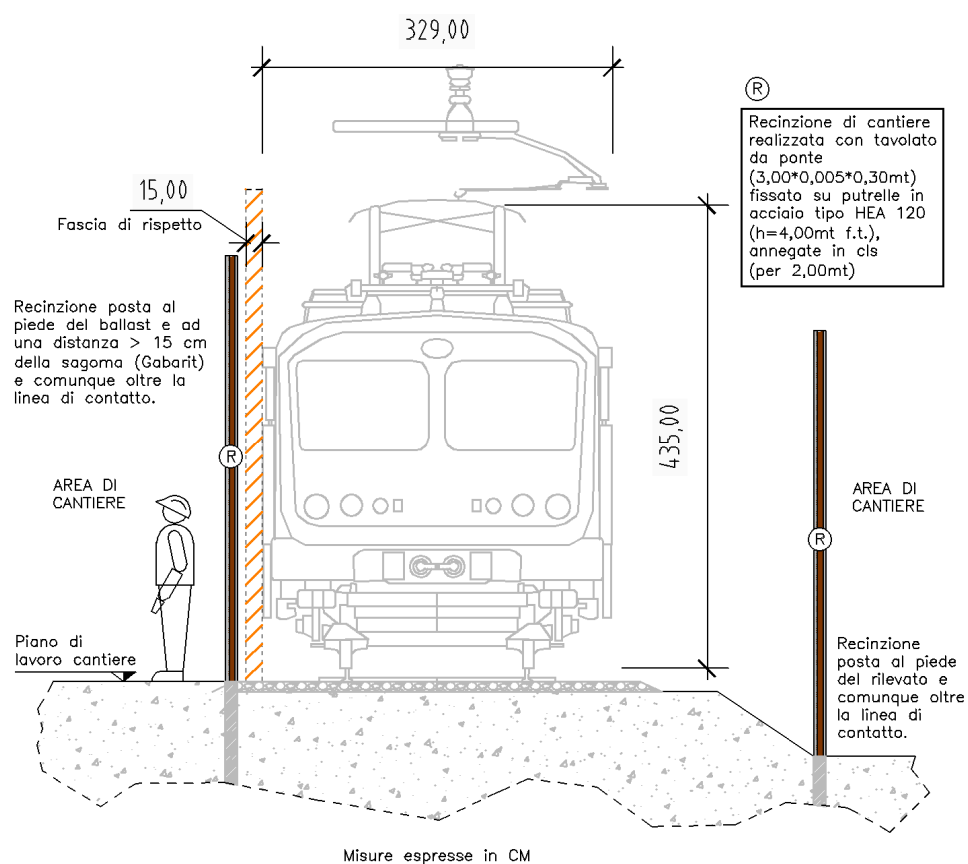 329,00
R
Recinzione di cantiere
realizzata con tavolato
da ponte
(3,00*0,005*0,30mt)
fissato su putrelle in
acciaio tipo HEA 120
(h=4,00mt f.t.),
annegate in cls
(per 2,00mt)
15,00
Fascia di rispetto
Recinzione posta al
piede del ballast e ad
una distanza > 15 cm
della sagoma (Gabarit)
e comunque oltre la
linea di contatto.
435,00
R
AREA DI
CANTIERE
AREA DI
CANTIERE
R
Piano di
lavoro cantiere
Recinzione
posta al piede
del rilevato e
comunque oltre
la linea di
contatto.
Misure espresse in CM